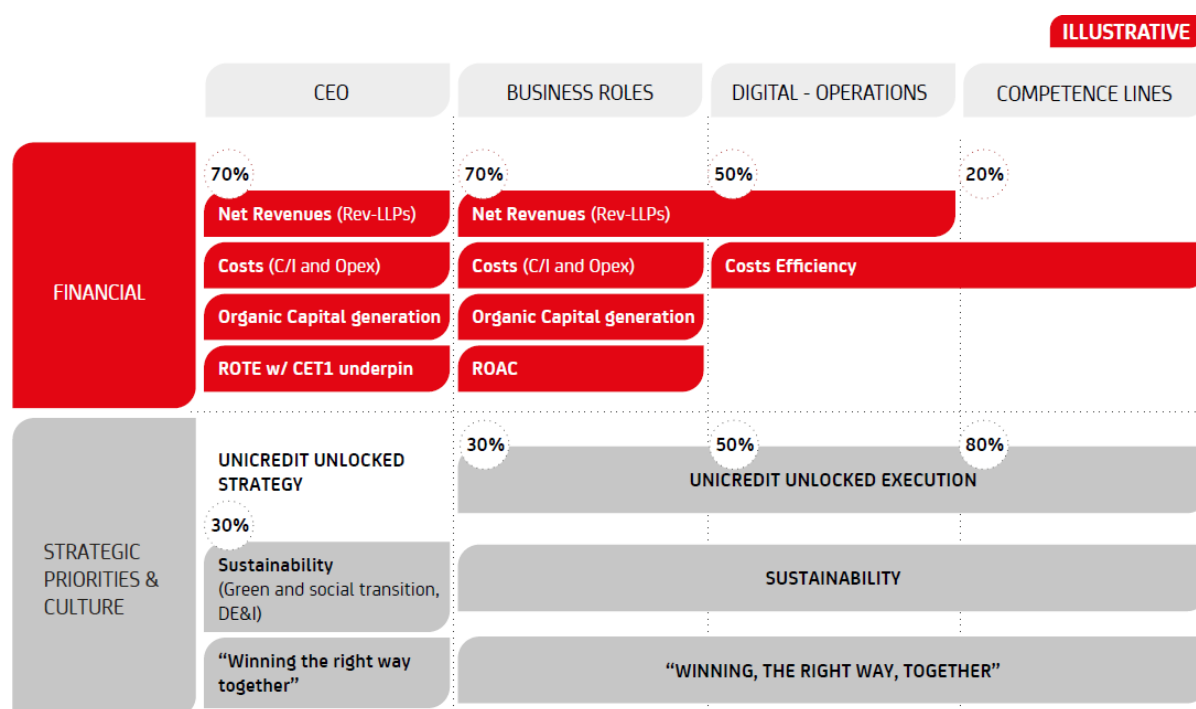 ILLUSTRATIVE
CEO
BUSINESS ROLES
DIGITAL - OPERATIONS
COMPETENCE LINES
FINANCIAL
70%
70%
50%
20%
Net Revenues (Rev-LLPs)
Net Revenues (Rev-LLPs)
Costs (C/I and Opex)
Costs (C/I and Opex)
Costs Efficiency
Organic Capital generation
Organic Capital generation
ROTE w/ CET1 underpin
ROAC
STRATEGIC
PRIORITIES &
CULTURE
UNICREDIT UNLOCKED
STRATEGY
30%
50%
80%
UNICREDIT UNLOCKED EXECUTION
30%
Sustainability
(Green and social transition,
DE&I)
SUSTAINABILITY
“Winning the right way
together”
“WINNING, THE RIGHT WAY, TOGETHER”